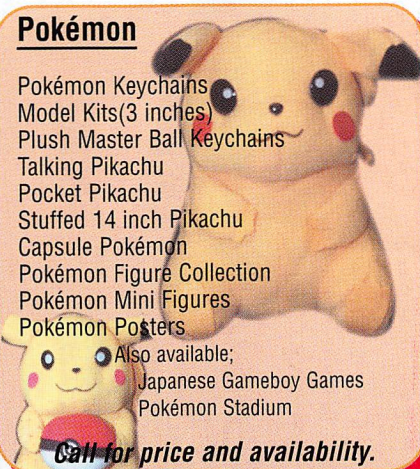 Pokémon
Pokémon Keychains
Model Kits(3 inches)
Plush Master Ball Keychains
Talking Pikachu
Pocket Pikachu
Stuffed 14 inch Pikachu
Capsule Pokémon
Pokémon Figure Collection
Pokémon Mini Figures
Pokémon Posters
Also available;
Japanese Gameboy Games
Pokémon Stadium
Call for price and availability.